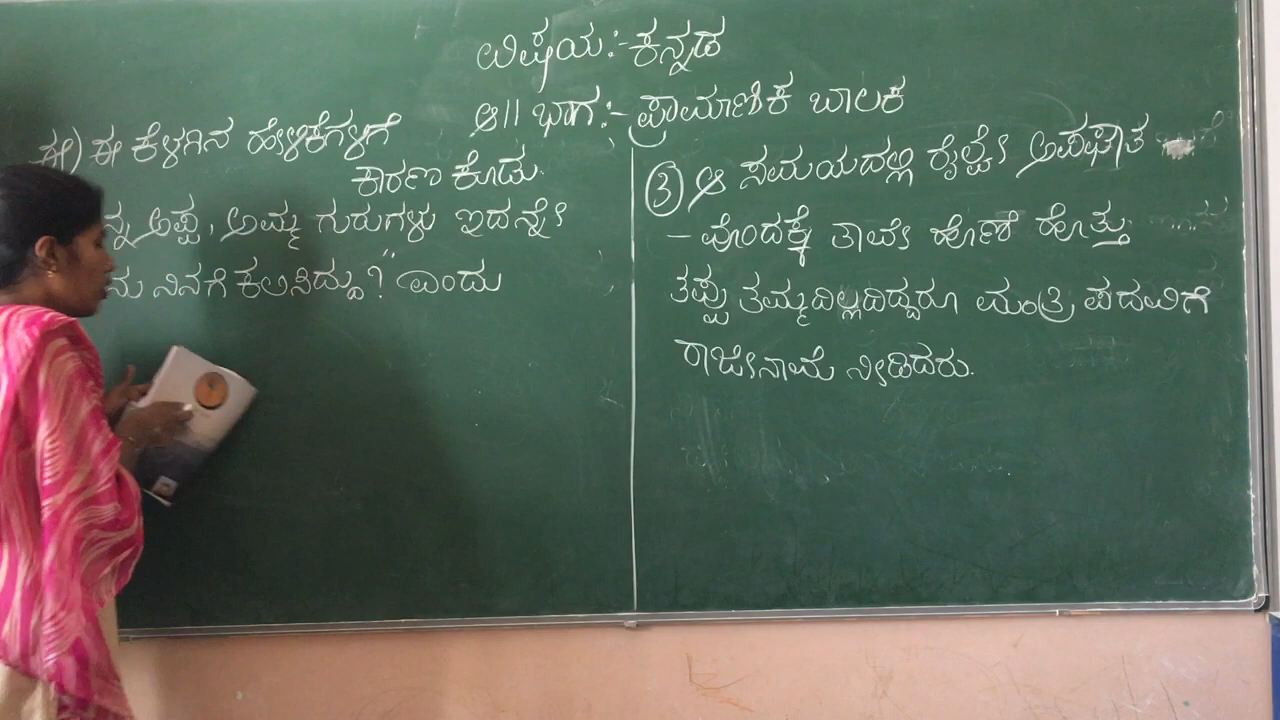 ವಿಷಯ:-ಕನ್ನಡ
ಆ|| ಭಾಗ:-ಪ್ರಾಮಾಣಿಕ ಬಾಲಕ
ಈ) ಈ ಕೆಳಗಿನ ಹೇಳಿಕೆಗಳಿಗೆ
ಕಾರಣ ಕೊಡು.
ನ್ನ ಅಪ್ಪ, ಅಮ್ಮ ಗುರುಗಳು ಇದನ್ನೇ
ನು ನಿನಗೆ ಕಲಿಸಿದ್ದು?" ಎಂದು
③ ಆ ಸಮಯದಲ್ಲಿ ರೈಲ್ವೇ ಅಪಘಾತ
- ವೊಂದಕ್ಕೆ ತಾವೇ ಹೊಣೆ ಹೊತ್ತು
ತಪ್ಪು ತಮ್ಮದಿಲ್ಲದಿದ್ದರೂ ಮಂತ್ರಿ ಪದವಿಗೆ
ರಾಜೀನಾಮೆ ನೀಡಿದರು.